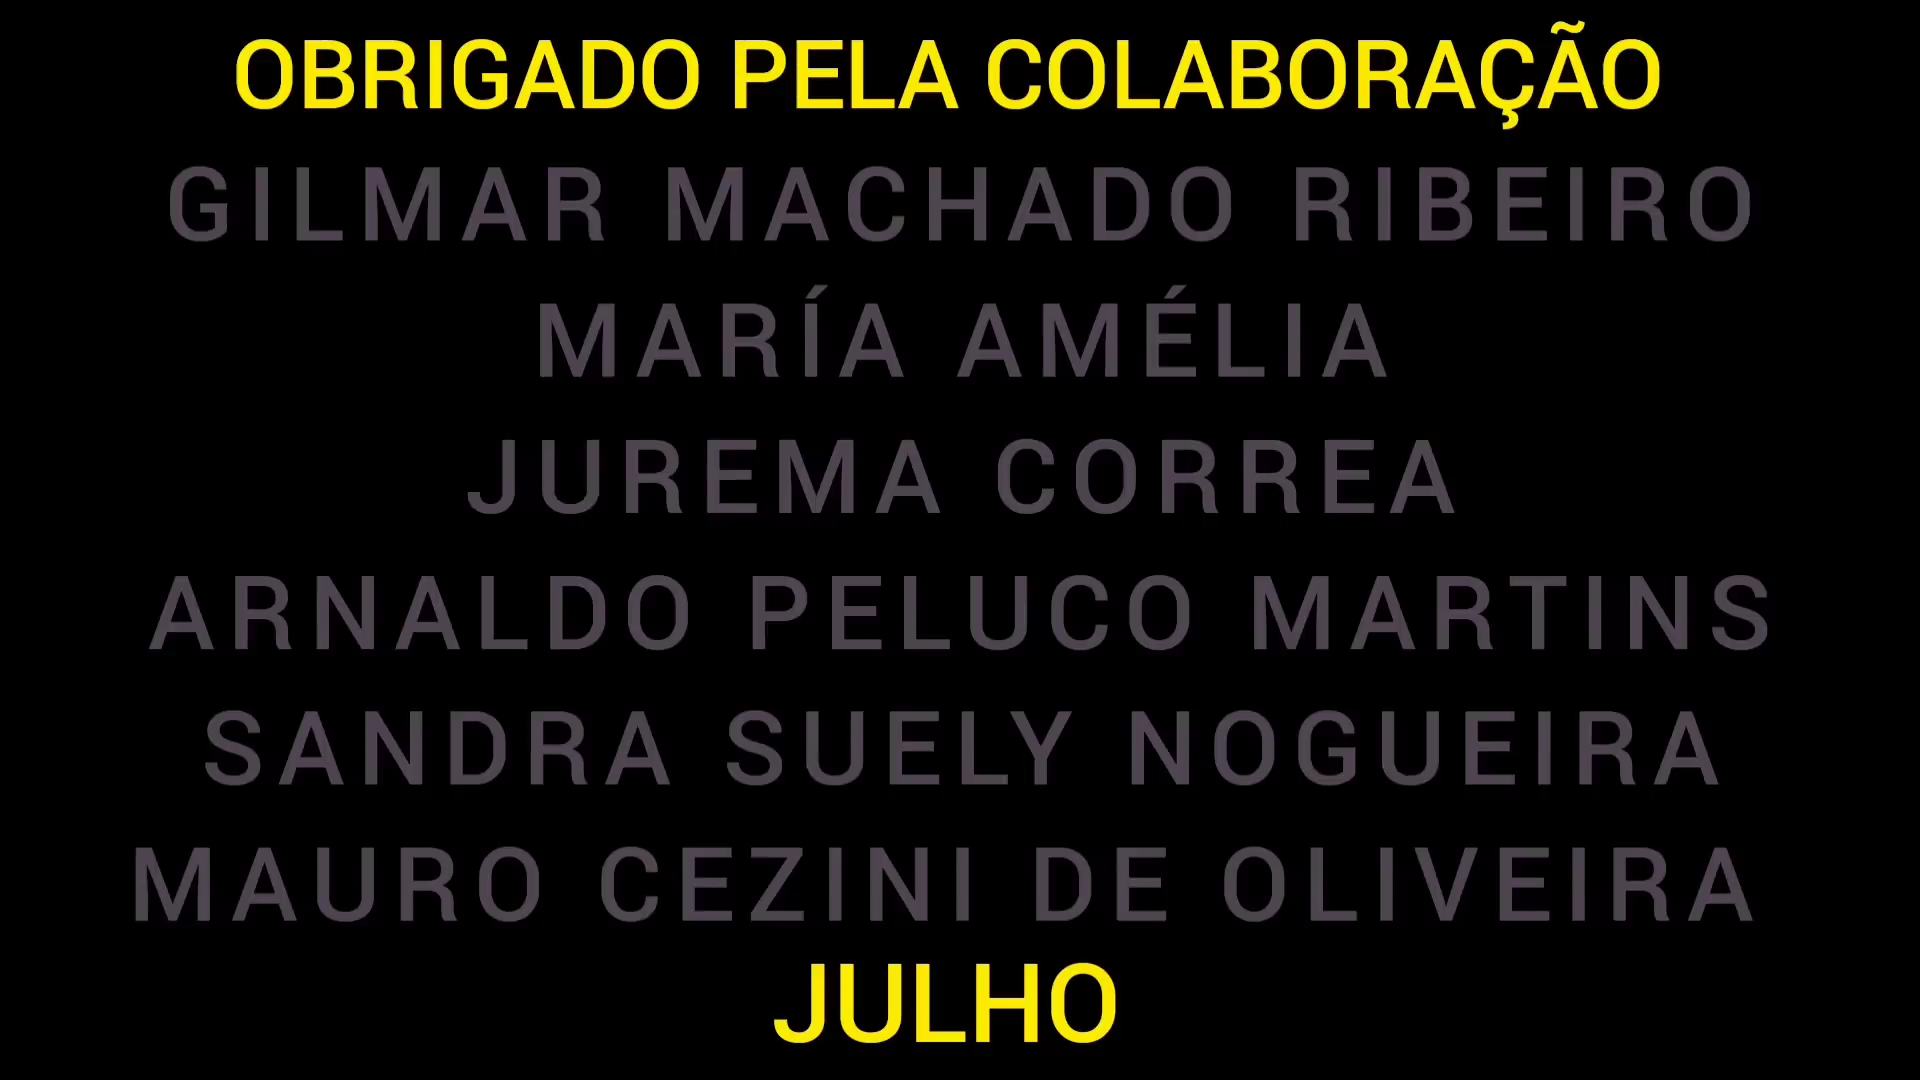 OBRIGADO PELA COLABORAÇÃO
GILMAR MACHADO RIBEIRO
MARÍA AMÉLIA
JUREMA CORREA
ARNALDO PELUCO MARTINS
SANDRA SUELY NOGUEIRA
MAURO CEZINI DE OLIVEIRA
JULHO